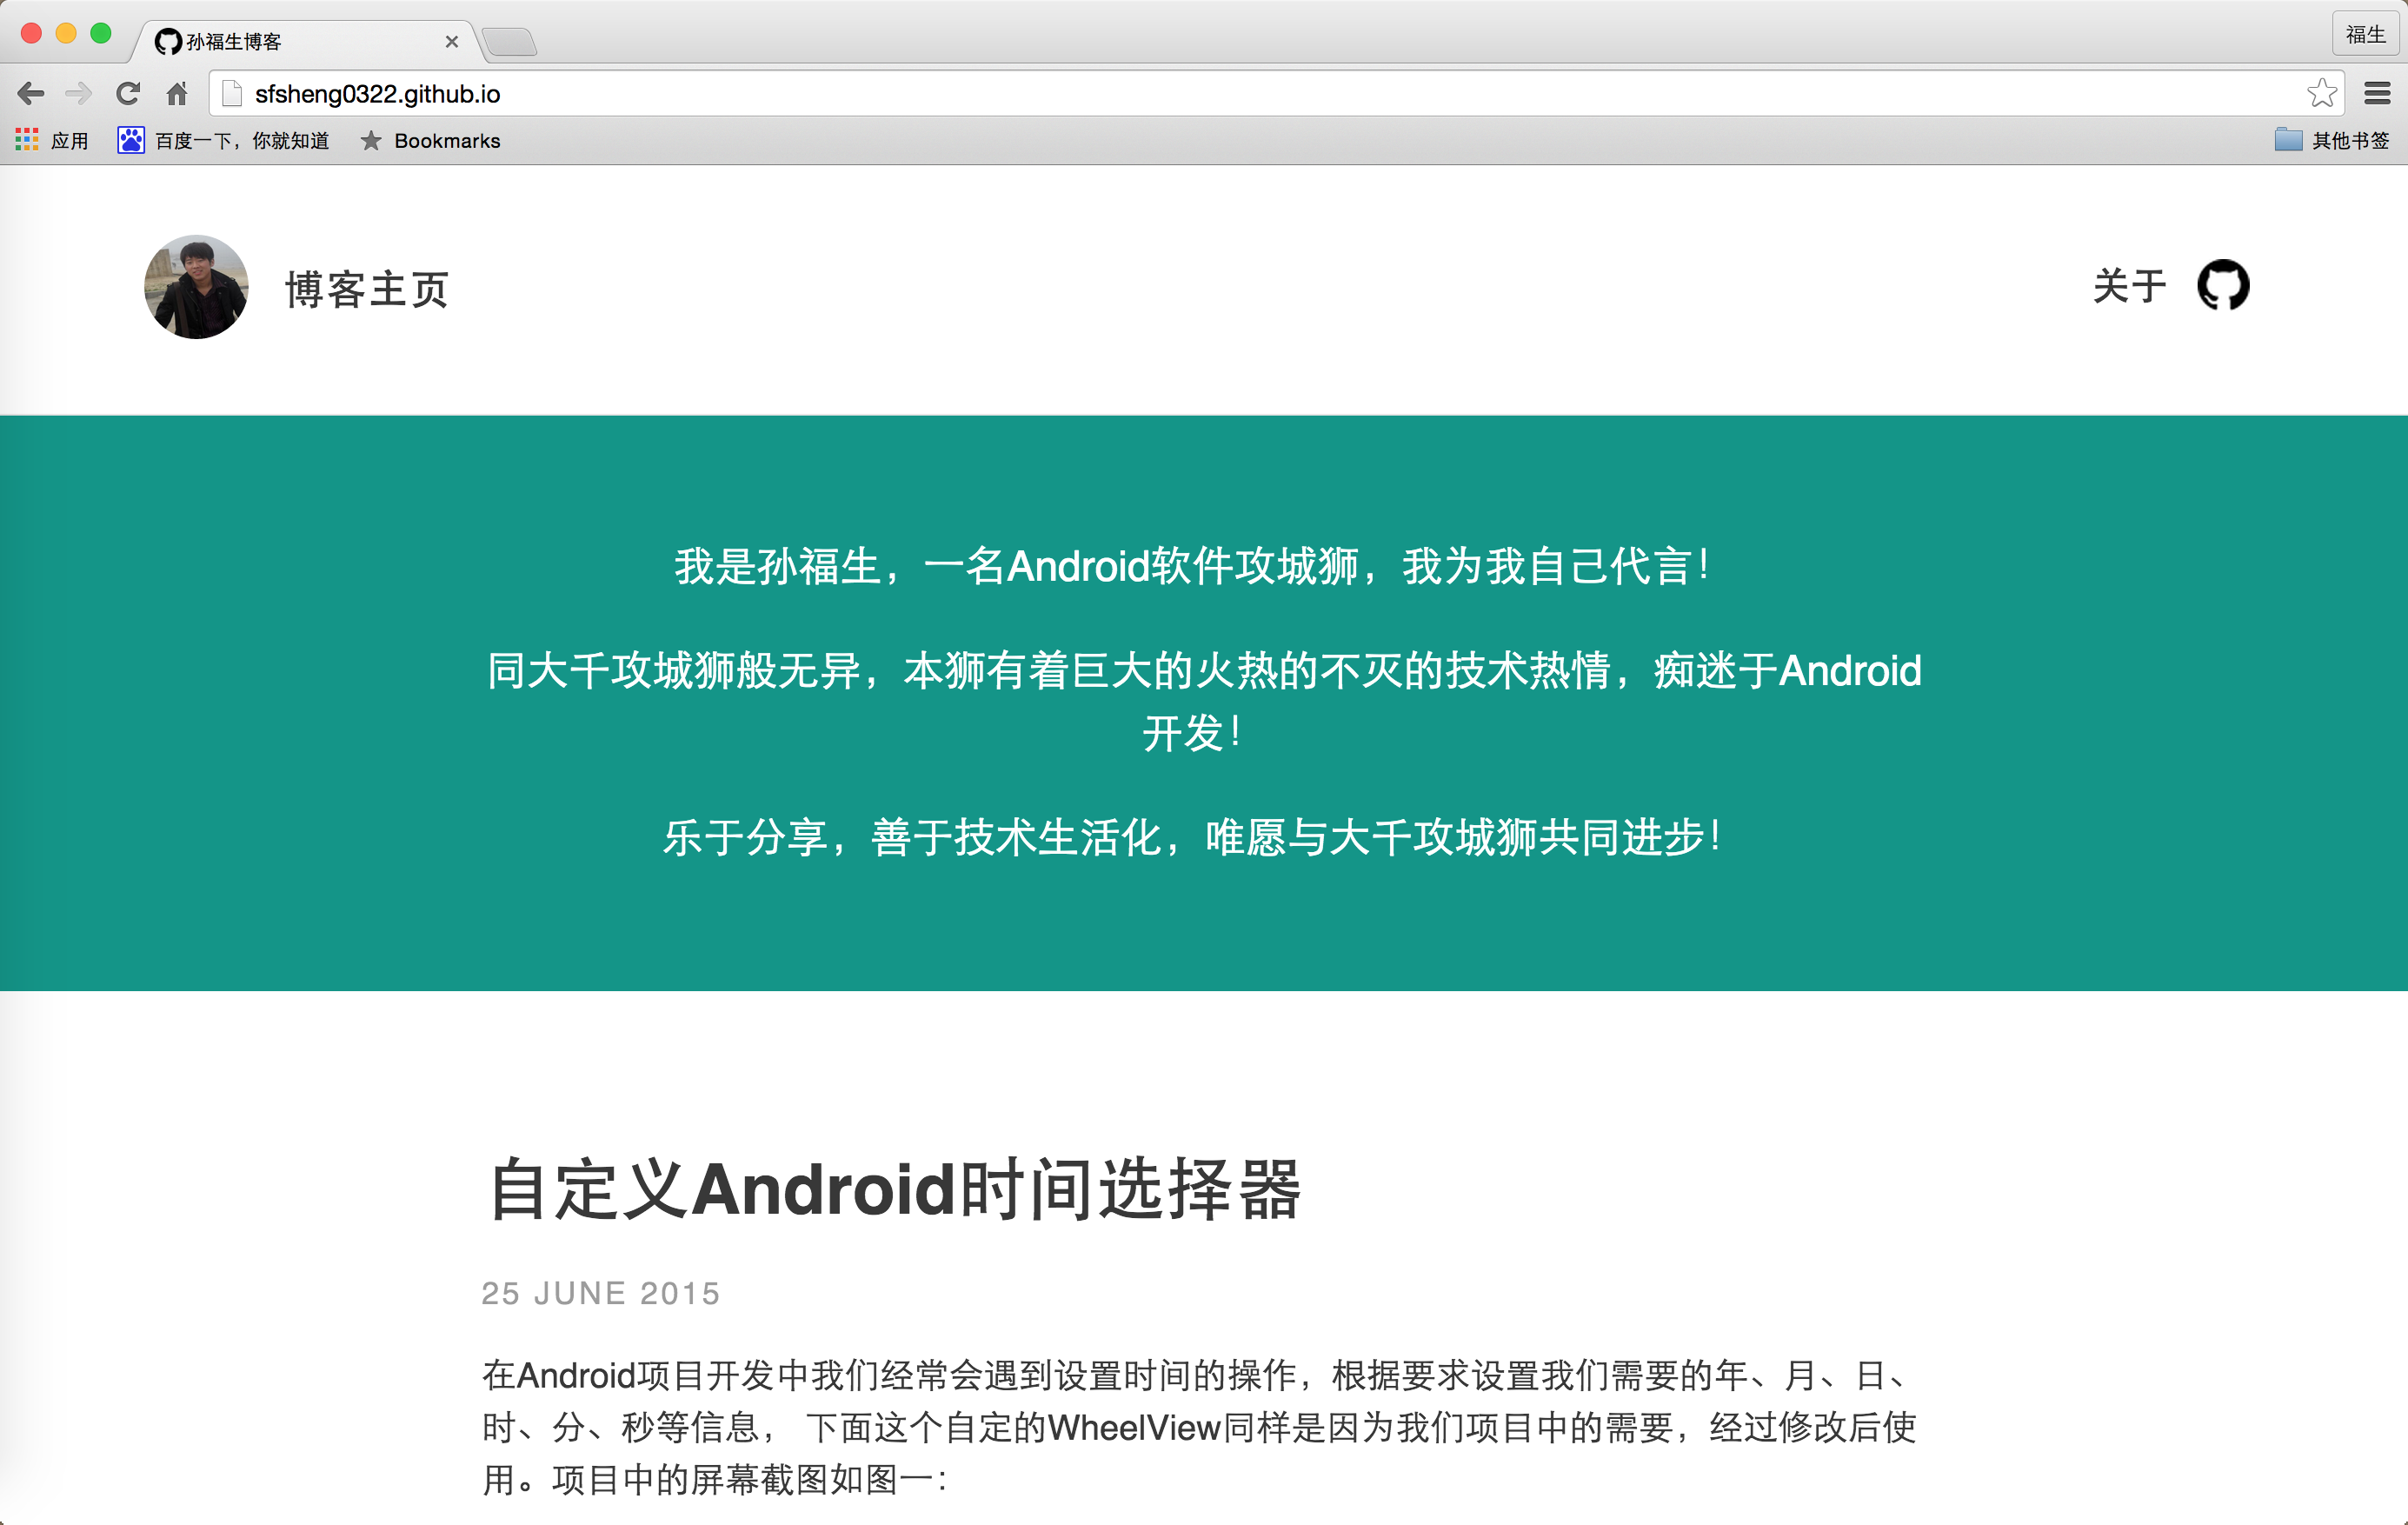 孙福生博客
福生
sfsheng0322.github.io
应用 百度一下，你就知道 Bookmarks 其他书签
博客主页 关于
我是孙福生，一名Android软件攻城狮，我为我自己代言！
同大千攻城狮般无异，本狮有着巨大的火热的不灭的技术热情，痴迷于Android
开发！
乐于分享，善于技术生活化，唯愿与大千攻城狮共同进步！
自定义Android时间选择器
25 JUNE 2015
在Android项目开发中我们经常会遇到设置时间的操作，根据要求设置我们需要的年、月、日、
时、分、秒等信息， 下面这个自定的WheelView同样是因为我们项目中的需要，经过修改后使
用。项目中的屏幕截图如图一：